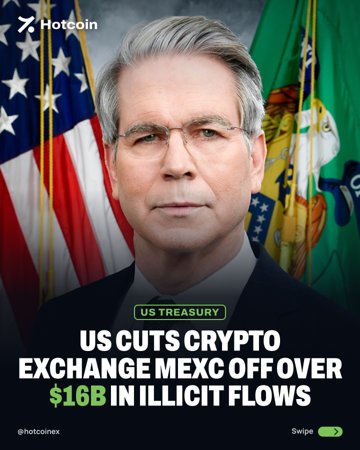 Hotcoin
US TREASURY
US CUTS CRYPTO
EXCHANGE MEXC OFF OVER
$16B IN ILLICIT FLOWS
@hotcoinex
Swipe